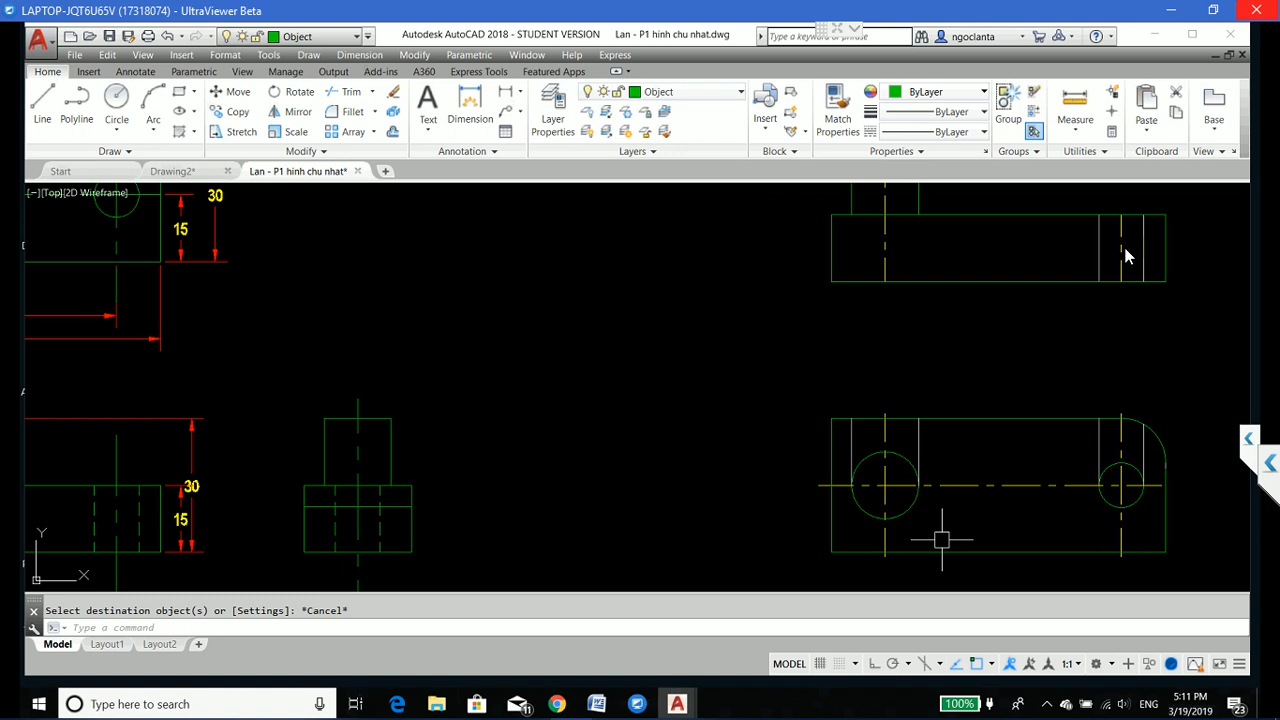 LAPTOP-JQT6U65V (17318074) - UltraViewer Beta
Object
Autodesk AutoCAD 2018 - STUDENT VERSION Lan - P1 hinh chu nhat.dwg
Type a keyword or phrase
ngoclanta
File Edit View Insert Format Tools Draw Dimension Modify Parametric Window Help Express
Home Insert Annotate Parametric View Manage Output Add-ins A360 Express Tools Featured Apps
Line Polyline Circle Arc
Move Rotate Trim
Copy Mirror Fillet
Stretch Scale Array
Text Dimension
Layer Properties
Object
Insert
Match Properties
ByLayer
ByLayer
ByLayer
Group
Measure
Paste
Base
Draw Modify Annotation Layers Block Properties Groups Utilities Clipboard View
Start Drawing2* Lan - P1 hinh chu nhat*
[−][Top][2D Wireframe]
30
15
30
15
Y
X
Select destination object(s) or [Settings]: *Cancel*
Type a command
Model Layout1 Layout2
MODEL 1:1
Type here to search
11
100%
ENG
5:11 PM
3/19/2019
23